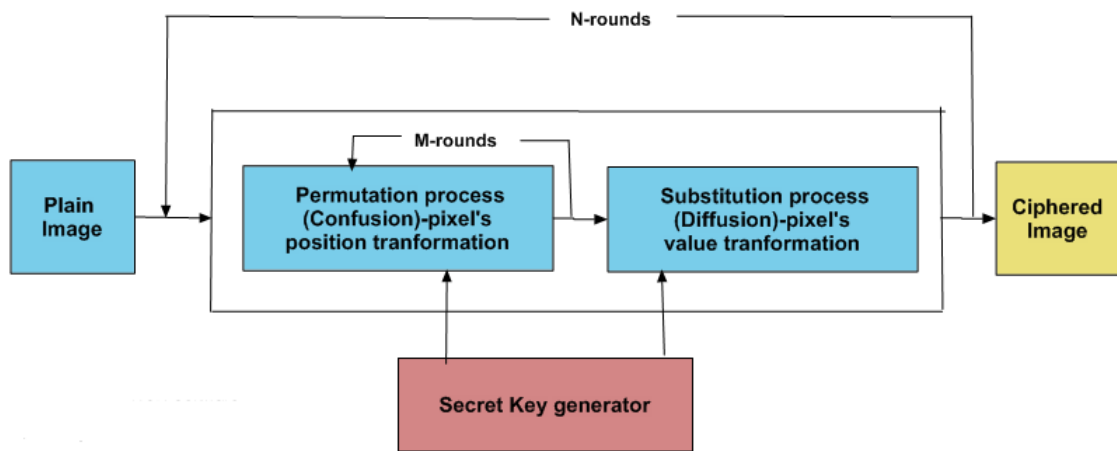 N-rounds
M-rounds
Plain
Image
Permutation process
(Confusion)-pixel's
position tranformation
Substitution process
(Diffusion)-pixel's
value tranformation
Ciphered
Image
Secret Key generator